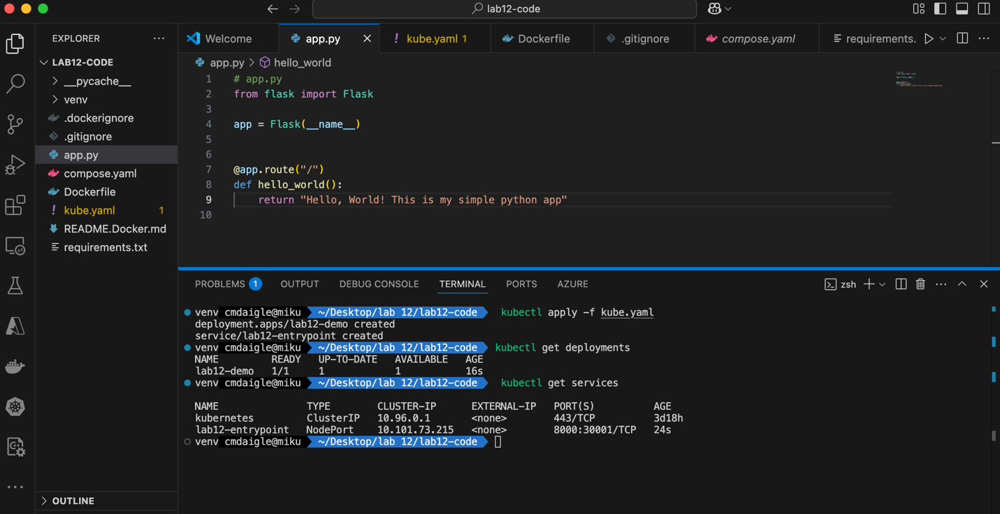 lab12-code
EXPLORER
LAB12-CODE
__pycache__
venv
.dockerignore
.gitignore
app.py
compose.yaml
Dockerfile
kube.yaml 1
README.Docker.md
requirements.txt
OUTLINE
Welcome
app.py
kube.yaml 1
Dockerfile
.gitignore
compose.yaml
requirements.
app.py > hello_world
1 # app.py
2 from flask import Flask
3
4 app = Flask(__name__)
5
6
7 @app.route("/")
8 def hello_world():
9 return "Hello, World! This is my simple python app"
10
PROBLEMS 1 OUTPUT DEBUG CONSOLE TERMINAL PORTS AZURE
zsh
venv cmdaigle@miku ~/Desktop/lab 12/lab12-code kubectl apply -f kube.yaml
deployment.apps/lab12-demo created
service/lab12-entrypoint created
venv cmdaigle@miku ~/Desktop/lab 12/lab12-code kubectl get deployments
NAME READY UP-TO-DATE AVAILABLE AGE
lab12-demo 1/1 1 1 16s
venv cmdaigle@miku ~/Desktop/lab 12/lab12-code kubectl get services
NAME TYPE CLUSTER-IP EXTERNAL-IP PORT(S) AGE
kubernetes ClusterIP 10.96.0.1 <none> 443/TCP 3d18h
lab12-entrypoint NodePort 10.101.73.215 <none> 8000:30001/TCP 24s
venv cmdaigle@miku ~/Desktop/lab 12/lab12-code